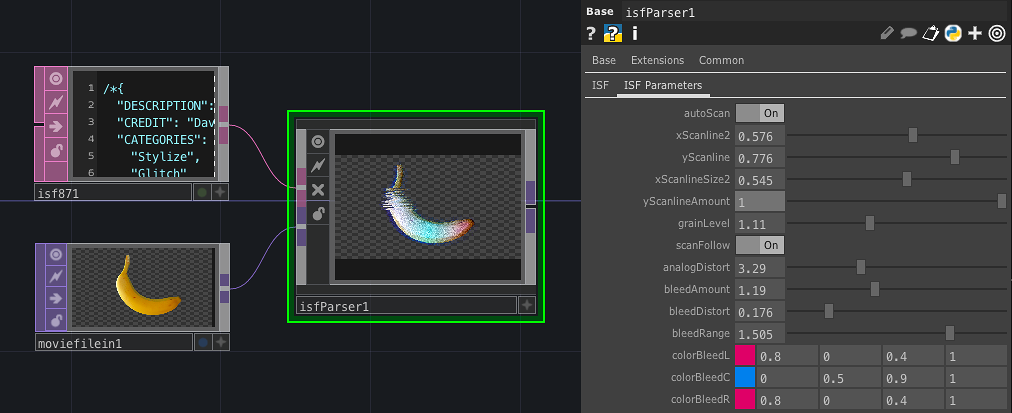 1 /*{
2 "DESCRIPTION":
3 "CREDIT": "Dav
4 "CATEGORIES":
5 "Stylize",
6 "Glitch"
isf871
moviefilein1
isfParser1
Base isfParser1
? ? i
Base Extensions Common
ISF ISF Parameters
autoScan On
xScanline2 0.576
yScanline 0.776
xScanlineSize2 0.545
yScanlineAmount 1
grainLevel 1.11
scanFollow On
analogDistort 3.29
bleedAmount 1.19
bleedDistort 0.176
bleedRange 1.505
colorBleedL 0.8 0 0.4 1
colorBleedC 0 0.5 0.9 1
colorBleedR 0.8 0 0.4 1